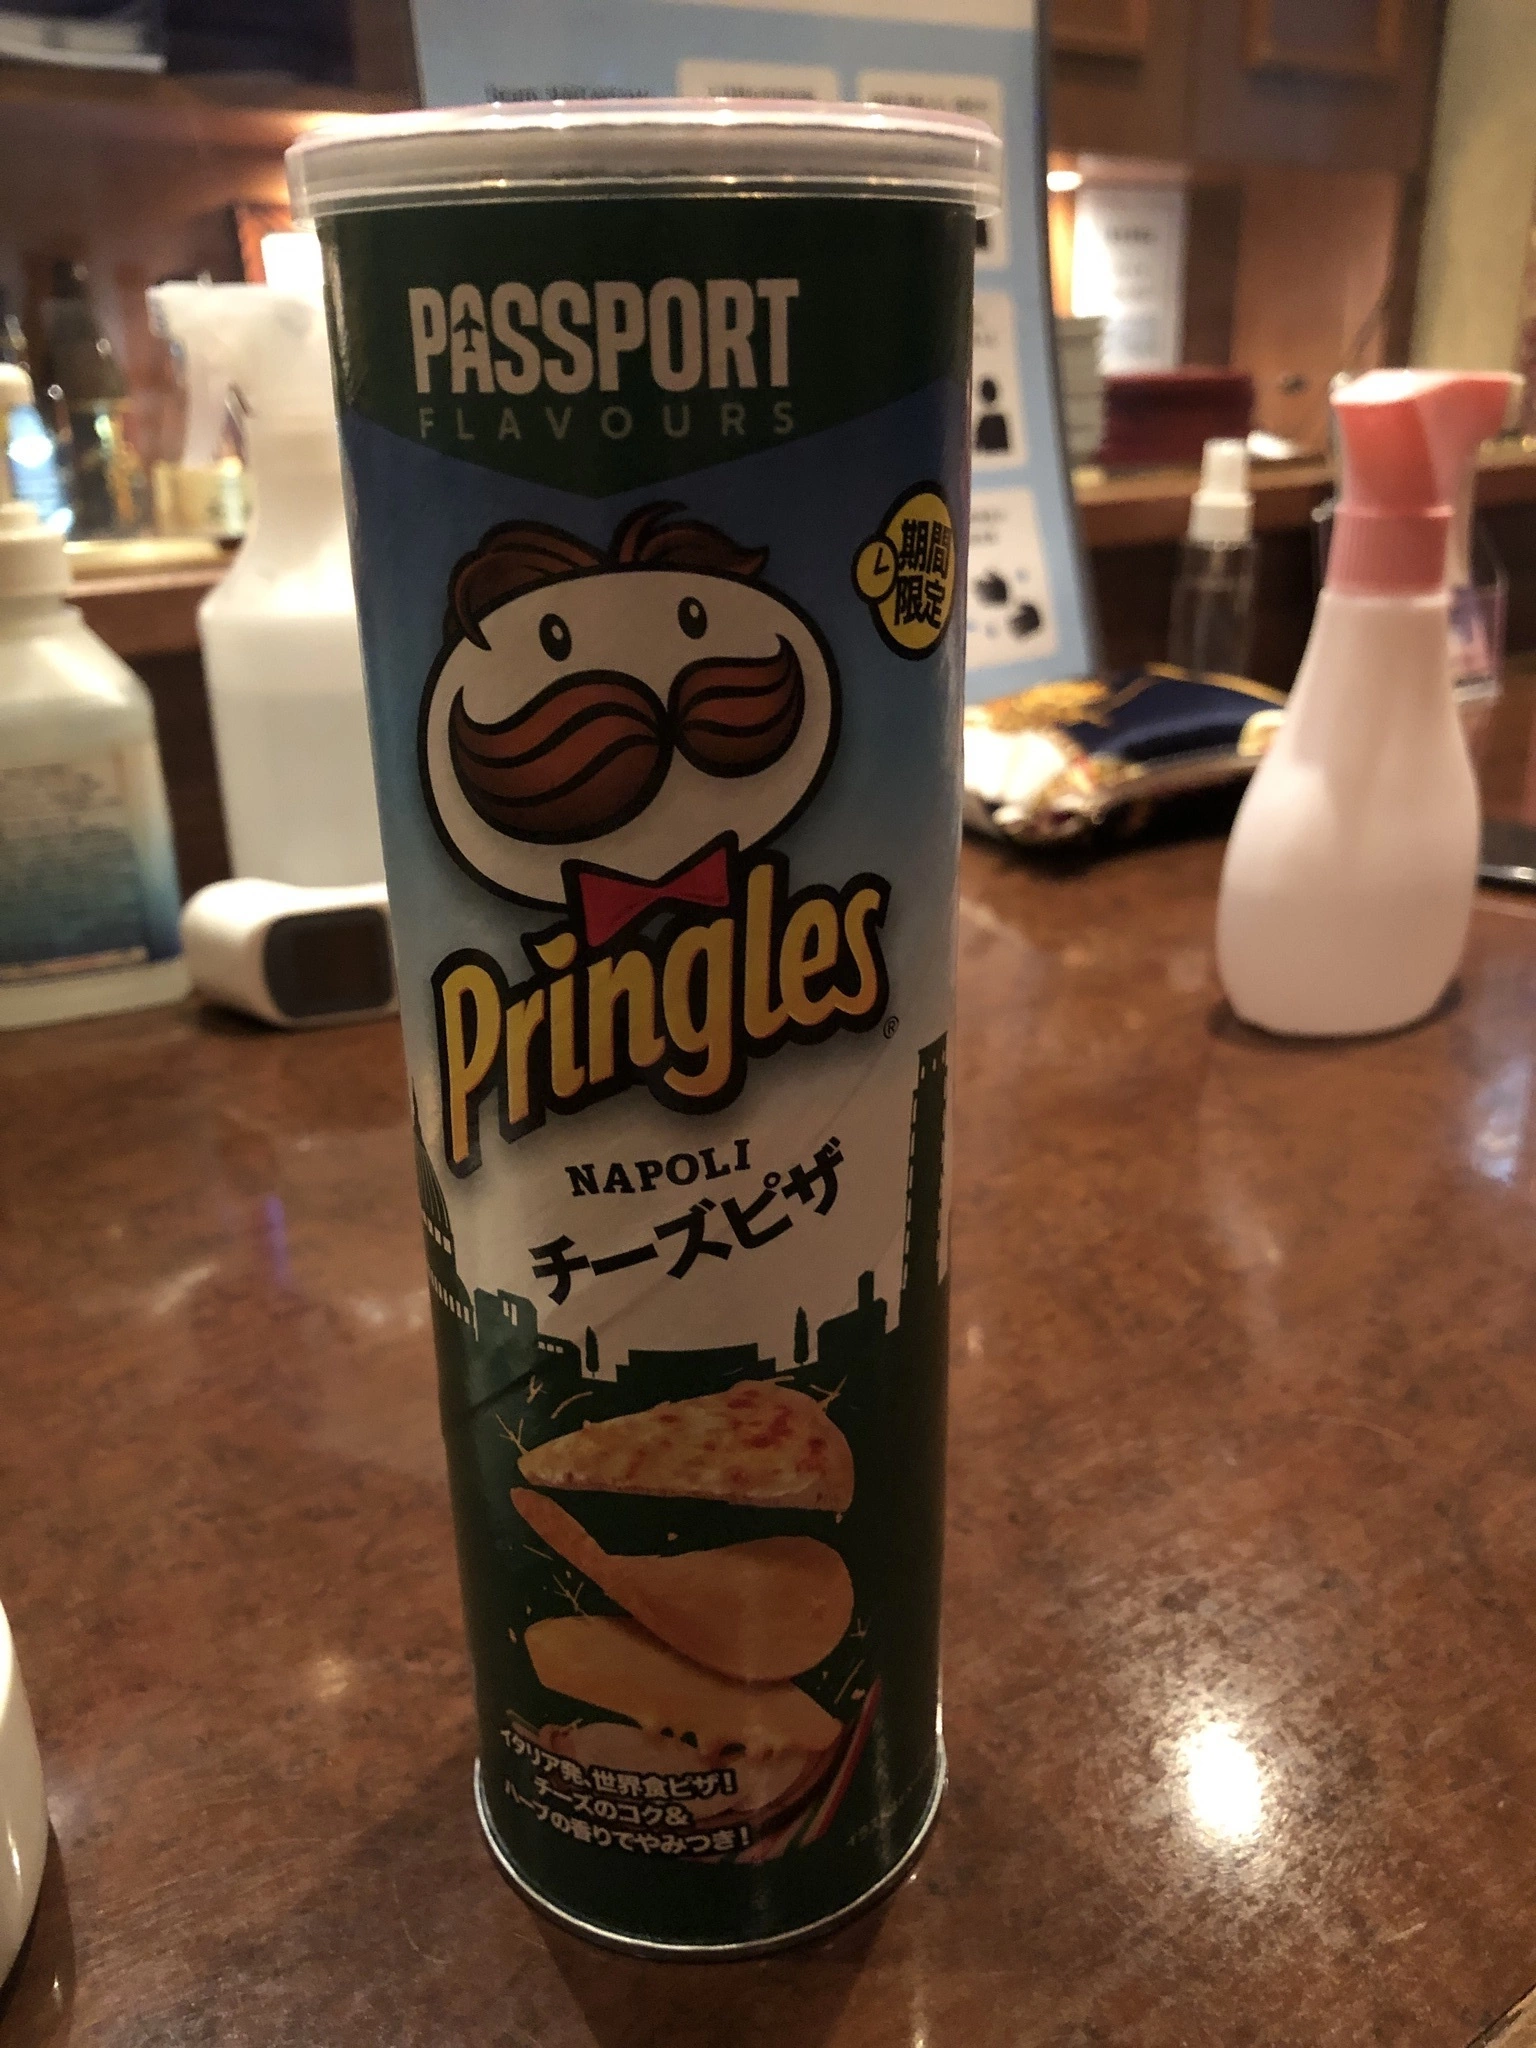 PASSPORT
FLAVOURS
期間
限定
Pringles®
NAPOLI
チーズピザ
イタリア発、世界食ピザ!
チーズのコク&
ハーブの香りでやみつき!